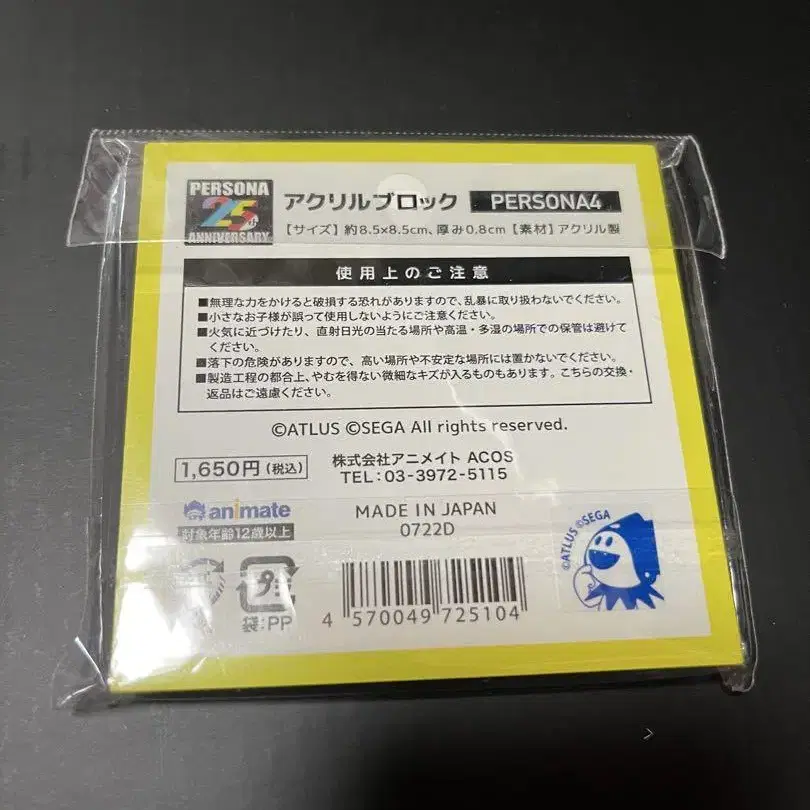 PERSONA
25th
ANNIVERSARY
アクリルブロック PERSONA4
【サイズ】約8.5×8.5cm、厚み0.8cm【素材】アクリル製
使用上のご注意
■無理な力をかけると破損する恐れがありますので、乱暴に取り扱わないでください。
■小さなお子様が誤って使用しないようにご注意ください。
■火気に近づけたり、直射日光の当たる場所や高温・多湿の場所での保管は避けて
ください。
■落下の危険がありますので、高い場所や不安定な場所には置かないでください。
■製造工程の都合上、やむを得ない微細なキズが入るものもあります。こちらの交換・
返品はご遠慮ください。
©ATLUS ©SEGA All rights reserved.
1,650円(税込)
株式会社アニメイト ACOS
TEL:03-3972-5115
animate
対象年齢12歳以上
MADE IN JAPAN
0722D
©ATLUS ©SEGA
プラ
袋:PP
4 570049 725104